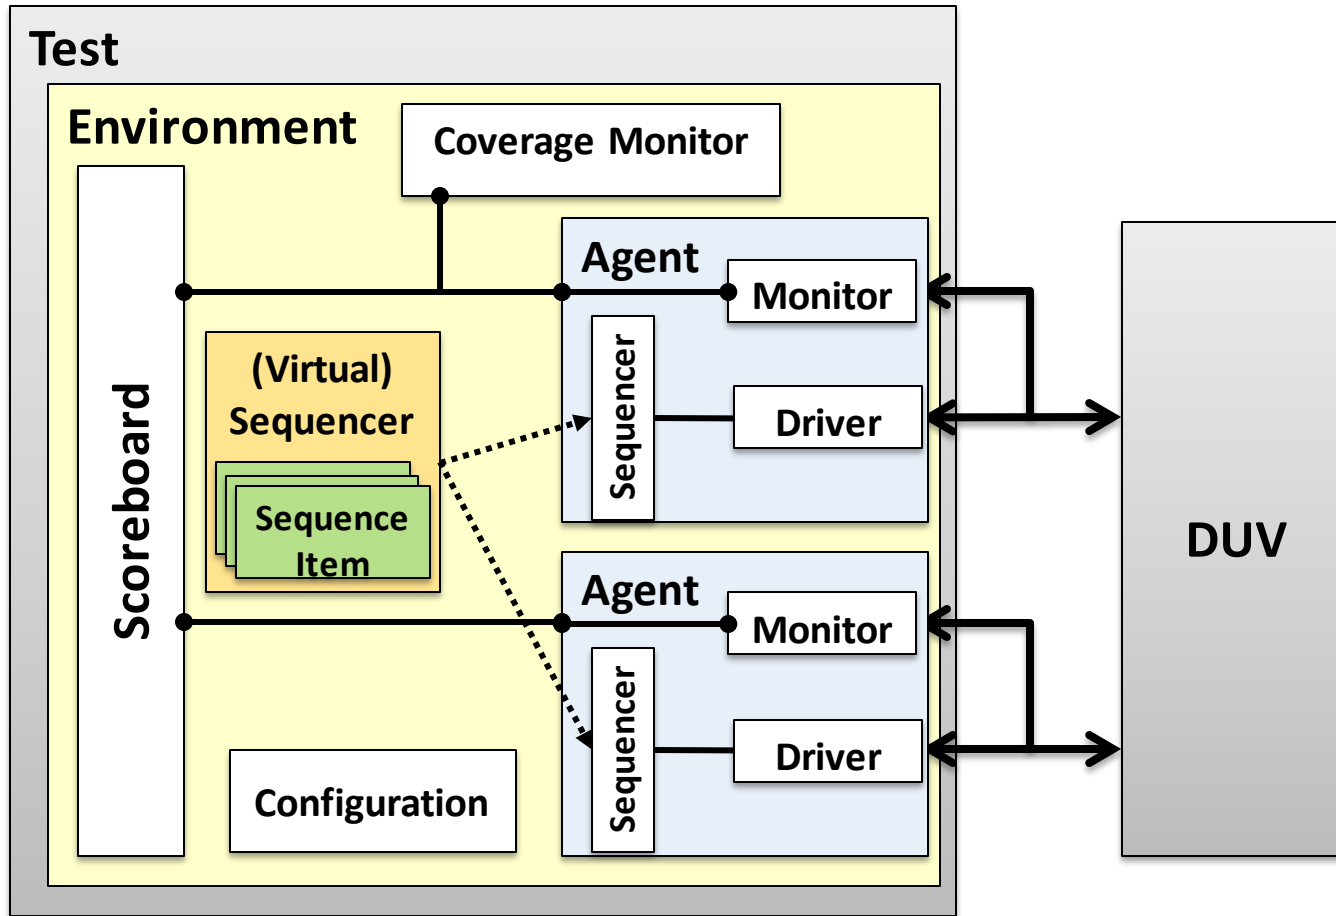 Test
Environment
Coverage Monitor
Scoreboard
(Virtual)
Sequencer
Sequence
Item
Configuration
Agent
Monitor
Sequencer
Driver
Agent
Monitor
Sequencer
Driver
DUV